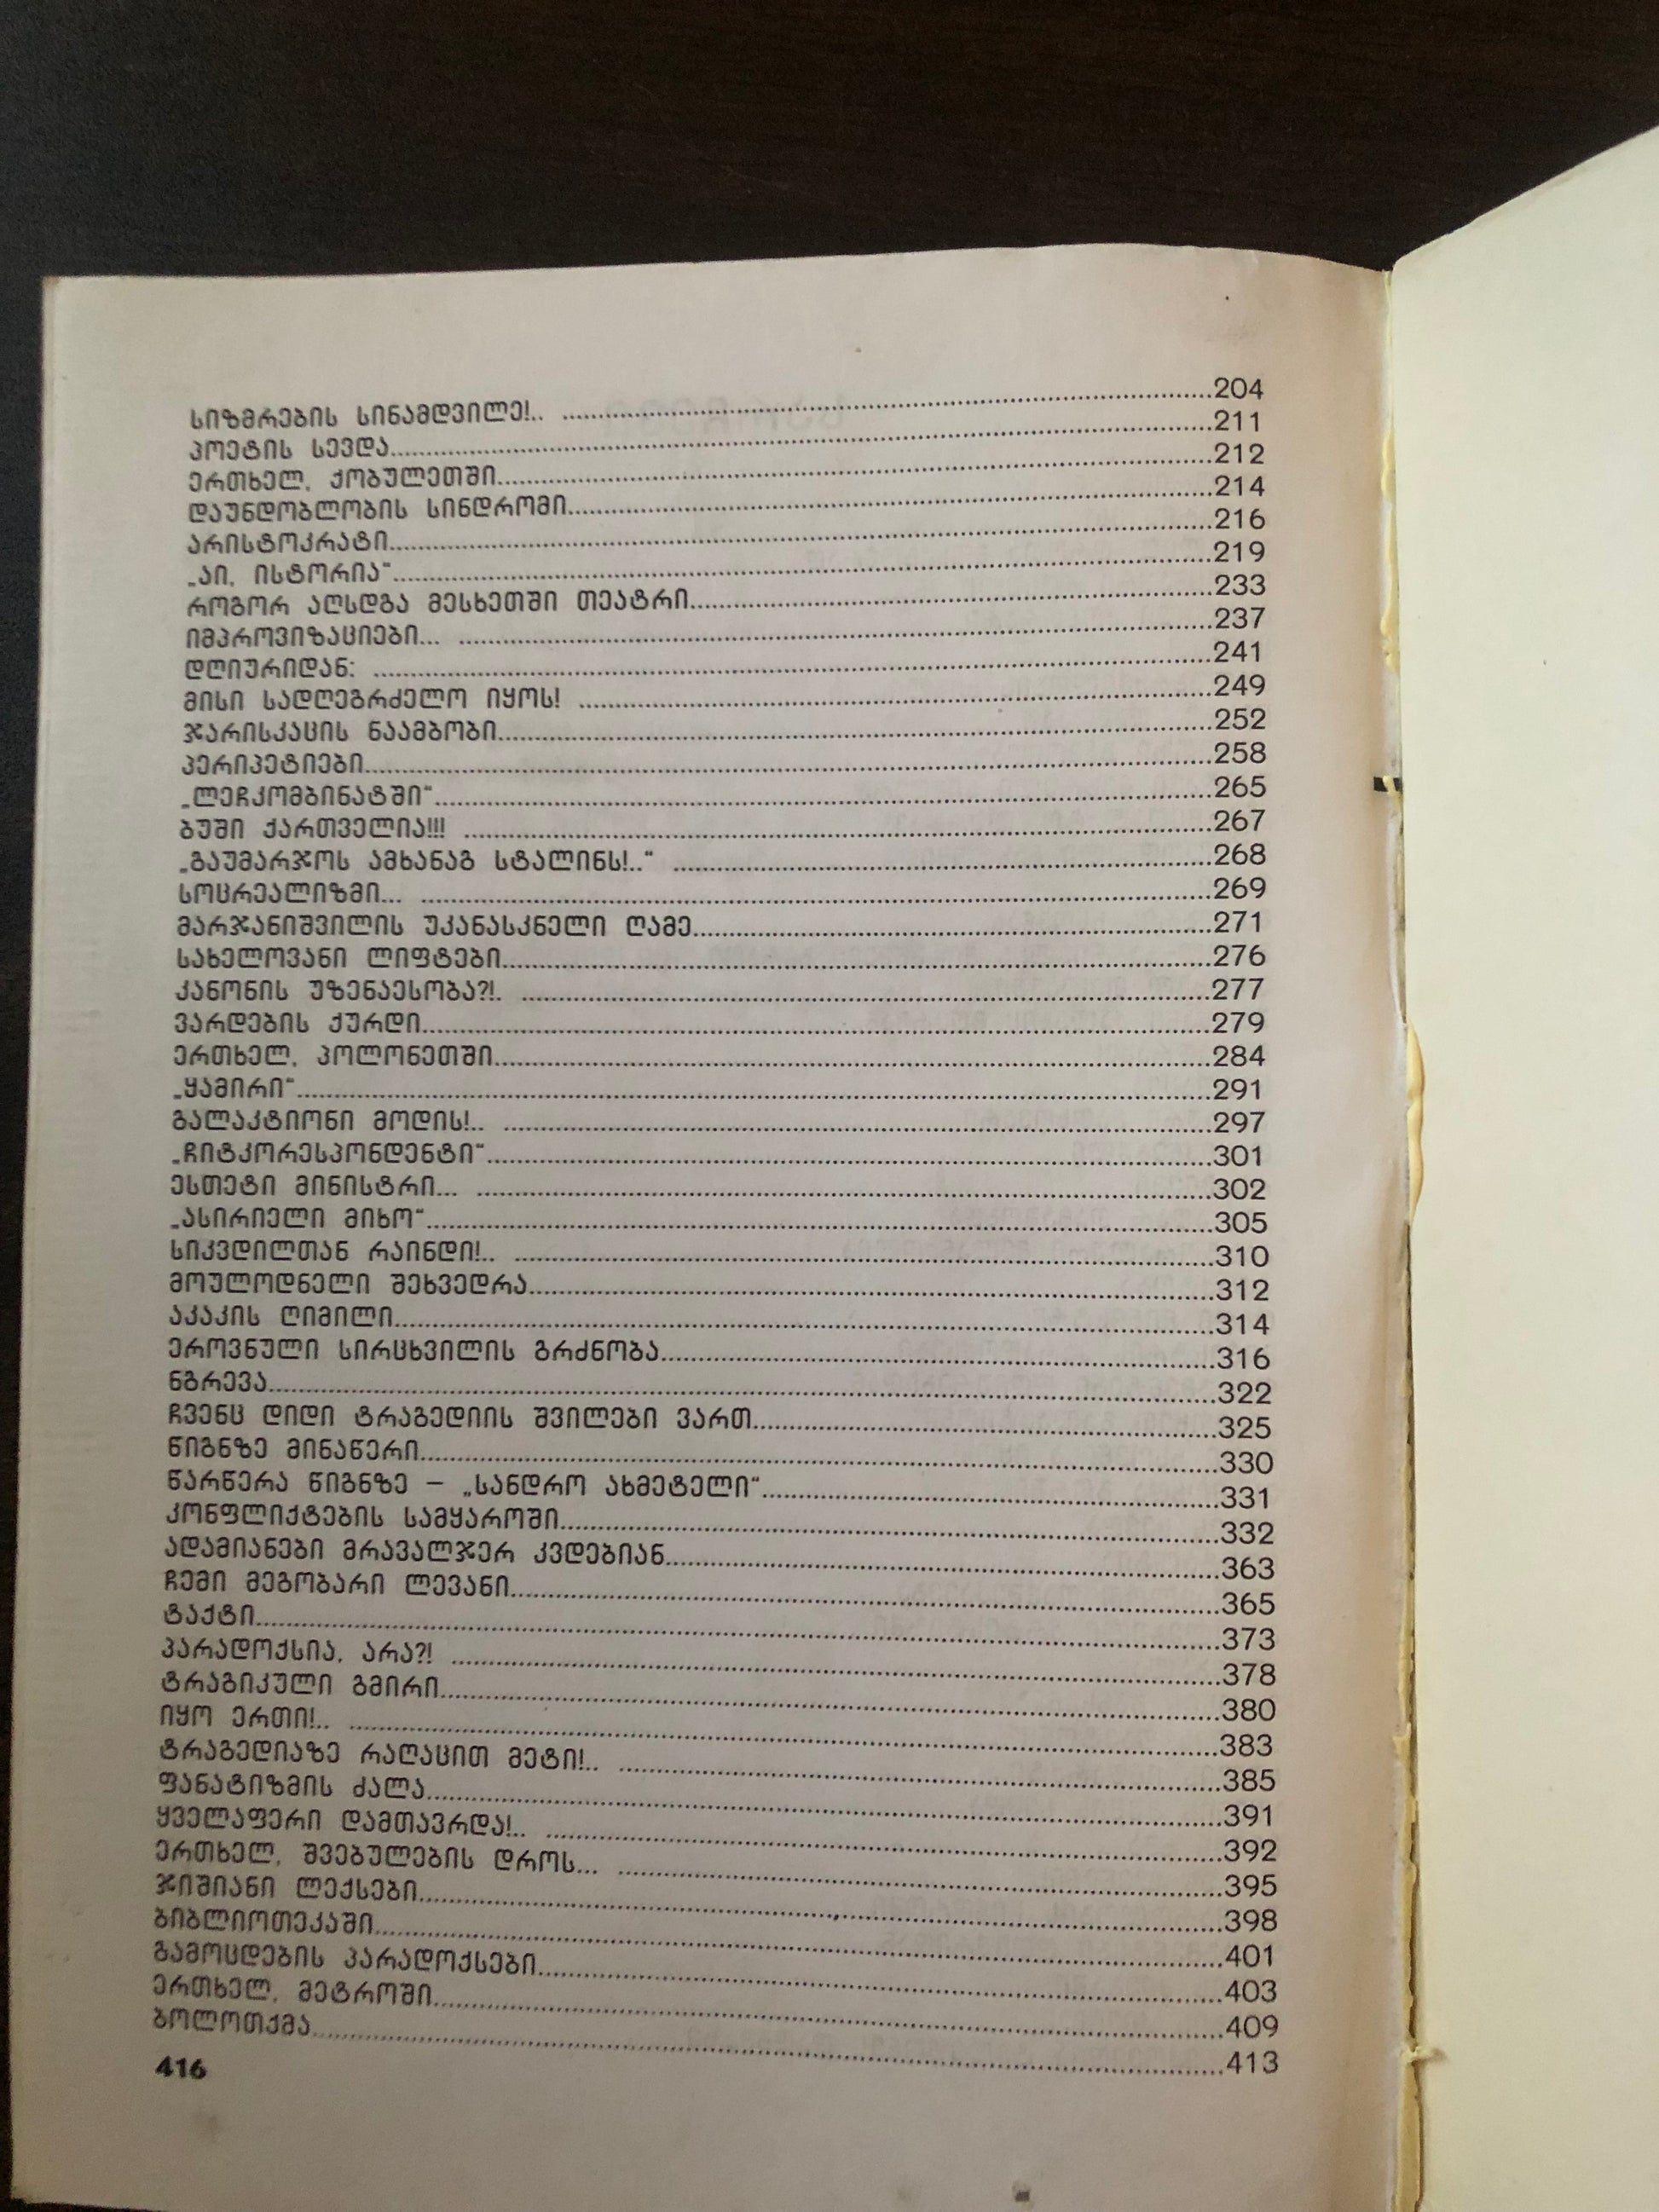 სიზმრების სინამდვილე!.. ........204
პოეტის სევდა........211
ერთხელ, ქობულეთში........212
დაუნდობლობის სინდრომი........214
არისტოკრატი........216
„აი, ისტორია“........219
როგორ აღსდგა მესხეთში თეატრი........233
იმპროვიზაციები... ........237
დღიურიდან: ........241
მისი სადღეგრძელო იყოს! ........249
ჯარისკაცის ნაამბობი........252
პერიპეტიები........258
„ლეჩკომბინატში“........265
ბუში ქართველია!!! ........267
„გაუმარჯოს ამხანაგ სტალინს!..“ ........268
სოცრეალიზმი... ........269
მარჯანიშვილის უკანასკნელი ღამე........271
სახელოვანი ლიფტები........276
კანონის უზენაესობა?!. ........277
ვარდების ქურდი........279
ერთხელ, პოლონეთში........284
„ყამირი“........291
გალაკტიონი მოდის!.. ........297
„ჩიტკორესპონდენტი“........301
ესთეტი მინისტრი... ........302
„ასირიელი მიხო“........305
სიკვდილთან რაინდი!.. ........310
მოულოდნელი შეხვედრა........312
აკაკის ღიმილი........314
ეროვნული სირცხვილის გრძნობა........316
ნგრევა........322
ჩვენც დიდი ტრაგედიის შვილები ვართ........325
წიგნზე მინაწერი........330
წარწერა წიგნზე – „სანდრო ახმეტელი“........331
კონფლიქტების სამყაროში........332
ადამიანები მრავალჯერ კვდებიან........363
ჩემი მეგობარი ლევანი........365
ტაქტი........373
პარადოქსია, არა?! ........378
ტრაგიკული გმირი........380
იყო ერთი!.. ........383
ტრაგედიაზე რაღაცით მეტი!.. ........385
ფანატიზმის ძალა........391
ყველაფერი დამთავრდა!.. ........392
ერთხელ, შვებულების დროს... ........395
ჯიშიანი ლექსები........398
ბიბლიოთეკაში........401
გამოცდების პარადოქსები........403
ერთხელ, მეტროში........409
ბოლოთქმა........413
416